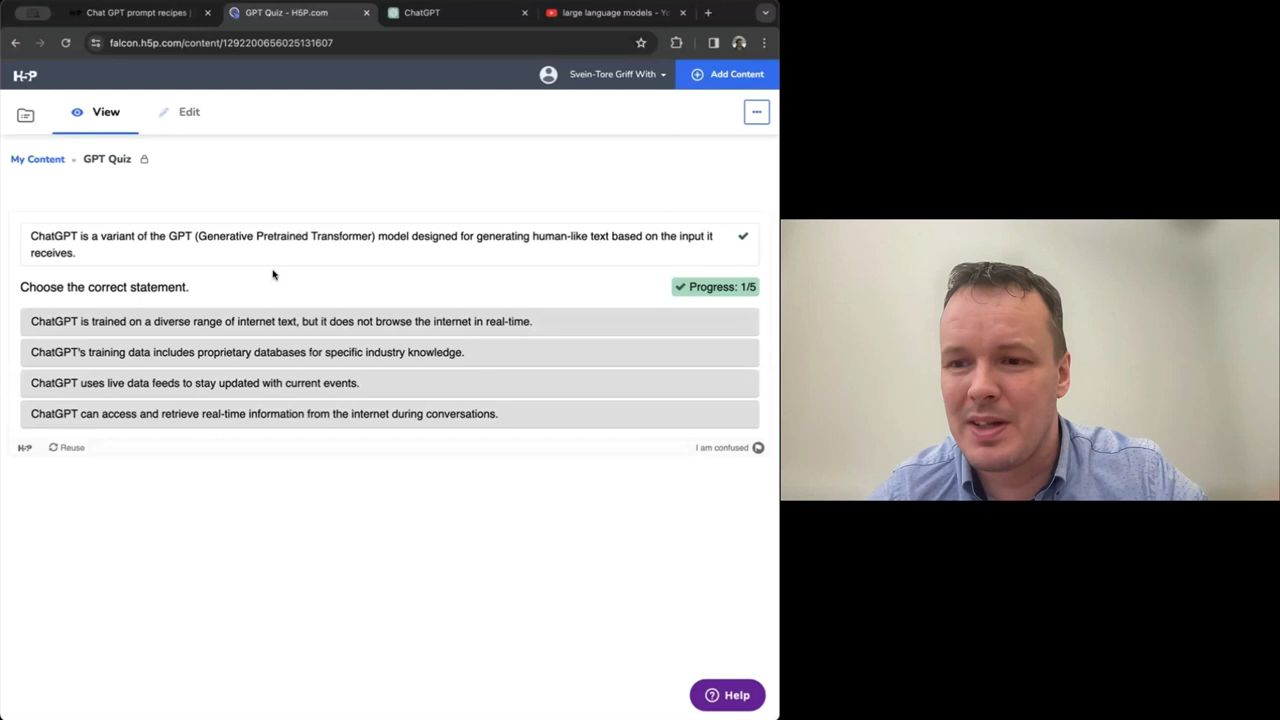 Chat GPT prompt recipes |
GPT Quiz - H5P.com
ChatGPT
large language models - Yo
falcon.h5p.com/content/1292200656025131607
H5P
Svein-Tore Griff With
Add Content
View
Edit
My Content
GPT Quiz
ChatGPT is a variant of the GPT (Generative Pretrained Transformer) model designed for generating human-like text based on the input it
receives.
Choose the correct statement.
Progress: 1/5
ChatGPT is trained on a diverse range of internet text, but it does not browse the internet in real-time.
ChatGPT's training data includes proprietary databases for specific industry knowledge.
ChatGPT uses live data feeds to stay updated with current events.
ChatGPT can access and retrieve real-time information from the internet during conversations.
H5P
Reuse
I am confused
Help